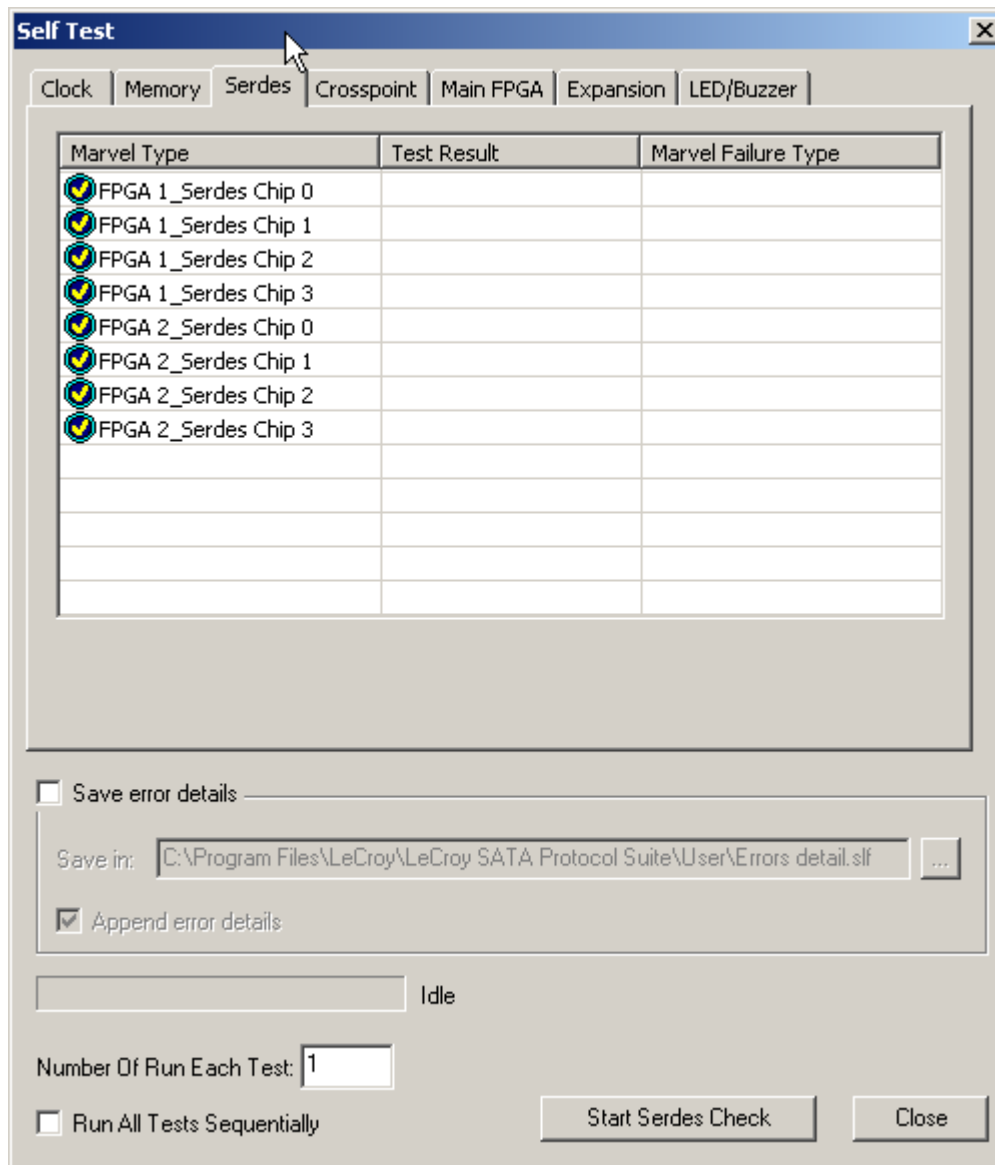 Self Test
Clock Memory Serdes Crosspoint Main FPGA Expansion LED/Buzzer
Marvel Type Test Result Marvel Failure Type
FPGA 1_Serdes Chip 0
FPGA 1_Serdes Chip 1
FPGA 1_Serdes Chip 2
FPGA 1_Serdes Chip 3
FPGA 2_Serdes Chip 0
FPGA 2_Serdes Chip 1
FPGA 2_Serdes Chip 2
FPGA 2_Serdes Chip 3
Save error details
Save in: C:\Program Files\LeCroy\LeCroy SATA Protocol Suite\User\Errors detail.slf ...
Append error details
Idle
Number Of Run Each Test: 1
Run All Tests Sequentially Start Serdes Check Close